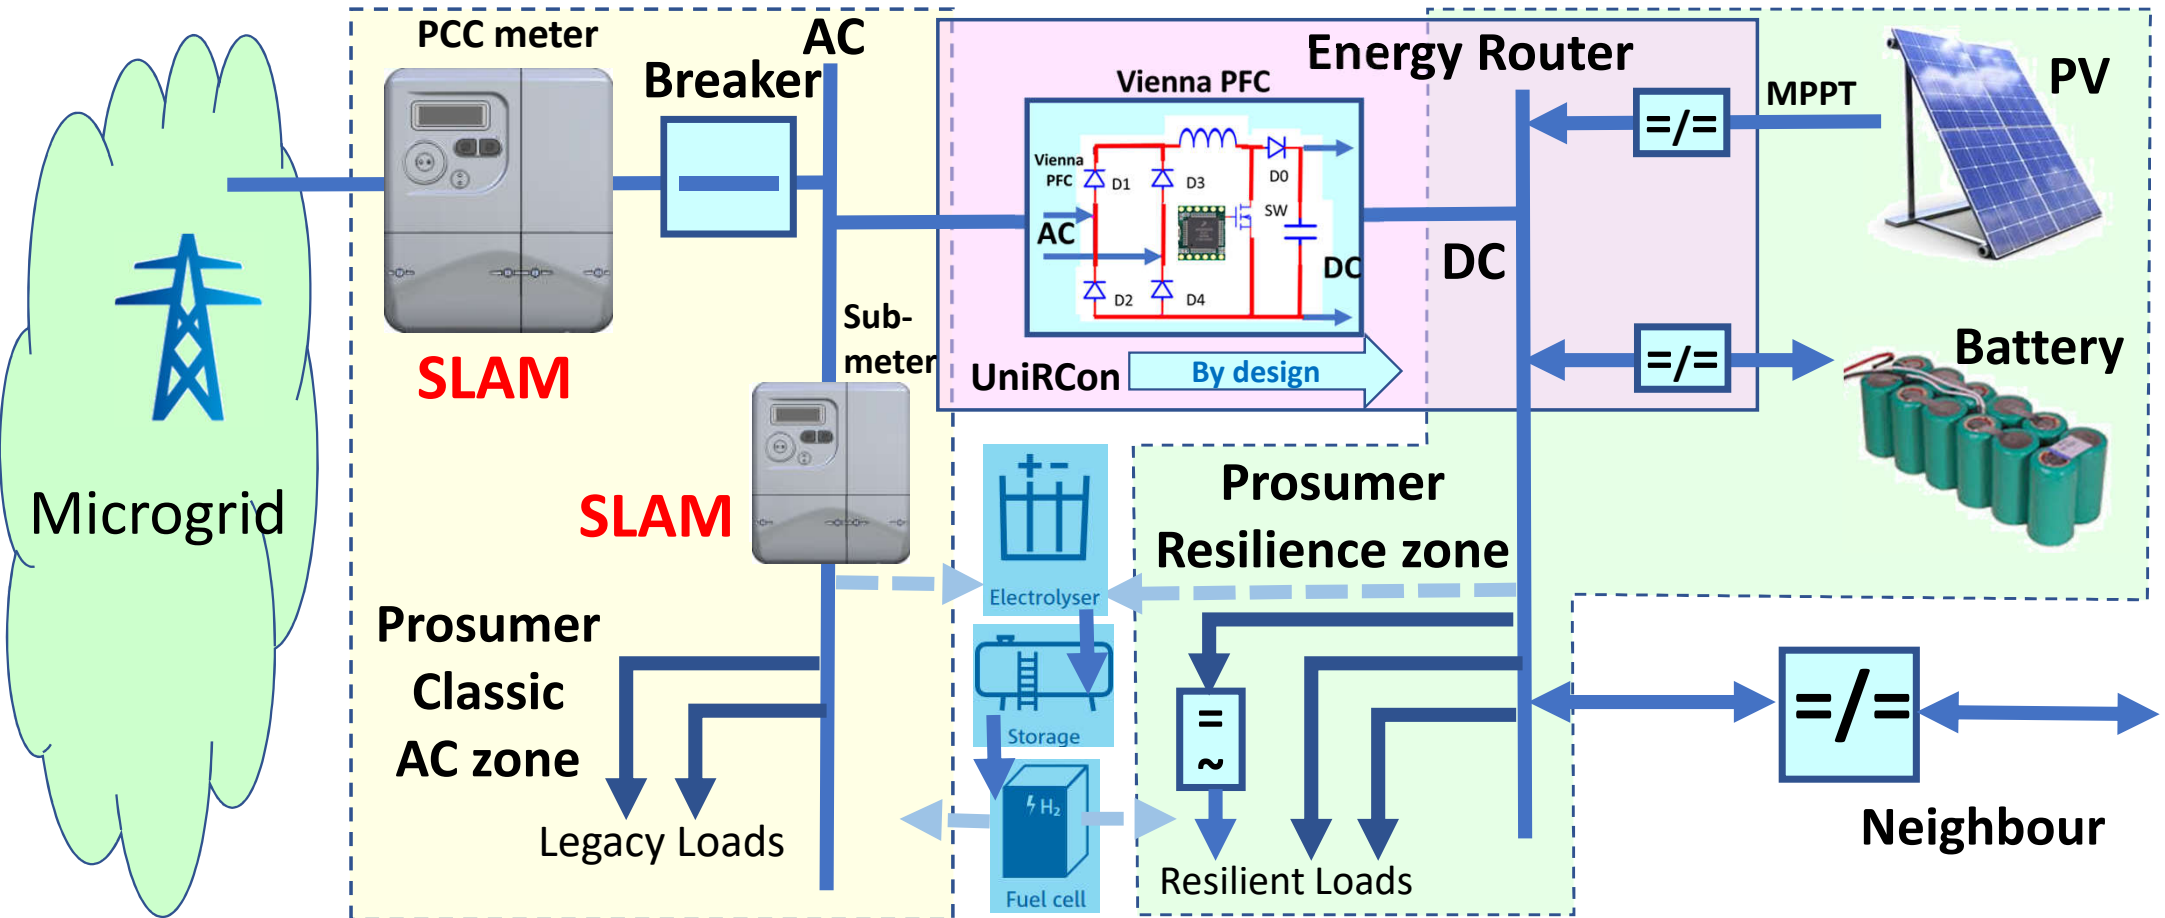 PCC meter
AC
Breaker
SLAM
Sub-
meter
SLAM
Microgrid
Prosumer
Classic
AC zone
Legacy Loads
Energy Router
Vienna PFC
Vienna
PFC
D1
D3
D0
SW
AC
DC
D2
D4
UniRCon
By design
DC
=/=
MPPT
PV
=/=
Battery
+ -
Electrolyser
Storage
H2
Fuel cell
Prosumer
Resilience zone
=
~
Resilient Loads
=/=
Neighbour